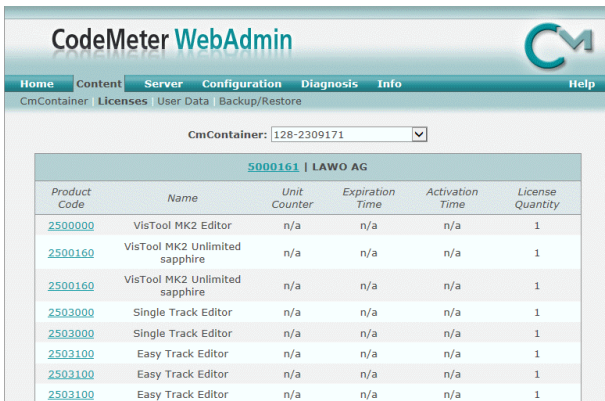 CodeMeter WebAdmin
CM
Home Content Server Configuration Diagnosis Info Help
CmContainer | Licenses | User Data | Backup/Restore
CmContainer: 128-2309171
5000161 | LAWO AG
Product Code Name Unit Counter Expiration Time Activation Time License Quantity
2500000 VisTool MK2 Editor n/a n/a n/a 1
2500160 VisTool MK2 Unlimited sapphire n/a n/a n/a 1
2500160 VisTool MK2 Unlimited sapphire n/a n/a n/a 1
2503000 Single Track Editor n/a n/a n/a 1
2503000 Single Track Editor n/a n/a n/a 1
2503100 Easy Track Editor n/a n/a n/a 1
2503100 Easy Track Editor n/a n/a n/a 1
2503100 Easy Track Editor n/a n/a n/a 1